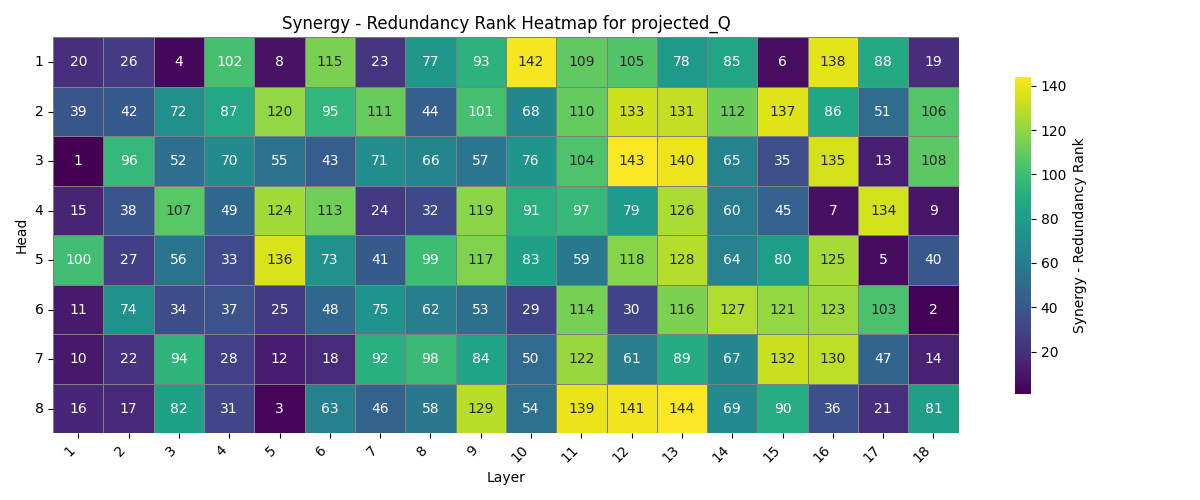 Synergy - Redundancy Rank Heatmap for projected_Q
1 20 26 4 102 8 115 23 77 93 142 109 105 78 85 6 138 88 19
2 39 42 72 87 120 95 111 44 101 68 110 133 131 112 137 86 51 106
3 1 96 52 70 55 43 71 66 57 76 104 143 140 65 35 135 13 108
4 15 38 107 49 124 113 24 32 119 91 97 79 126 60 45 7 134 9
5 100 27 56 33 136 73 41 99 117 83 59 118 128 64 80 125 5 40
6 11 74 34 37 25 48 75 62 53 29 114 30 116 127 121 123 103 2
7 10 22 94 28 12 18 92 98 84 50 122 61 89 67 132 130 47 14
8 16 17 82 31 3 63 46 58 129 54 139 141 144 69 90 36 21 81
Head
1 2 3 4 5 6 7 8 9 10 11 12 13 14 15 16 17 18
Layer
140
120
100
80
60
40
20
Synergy - Redundancy Rank